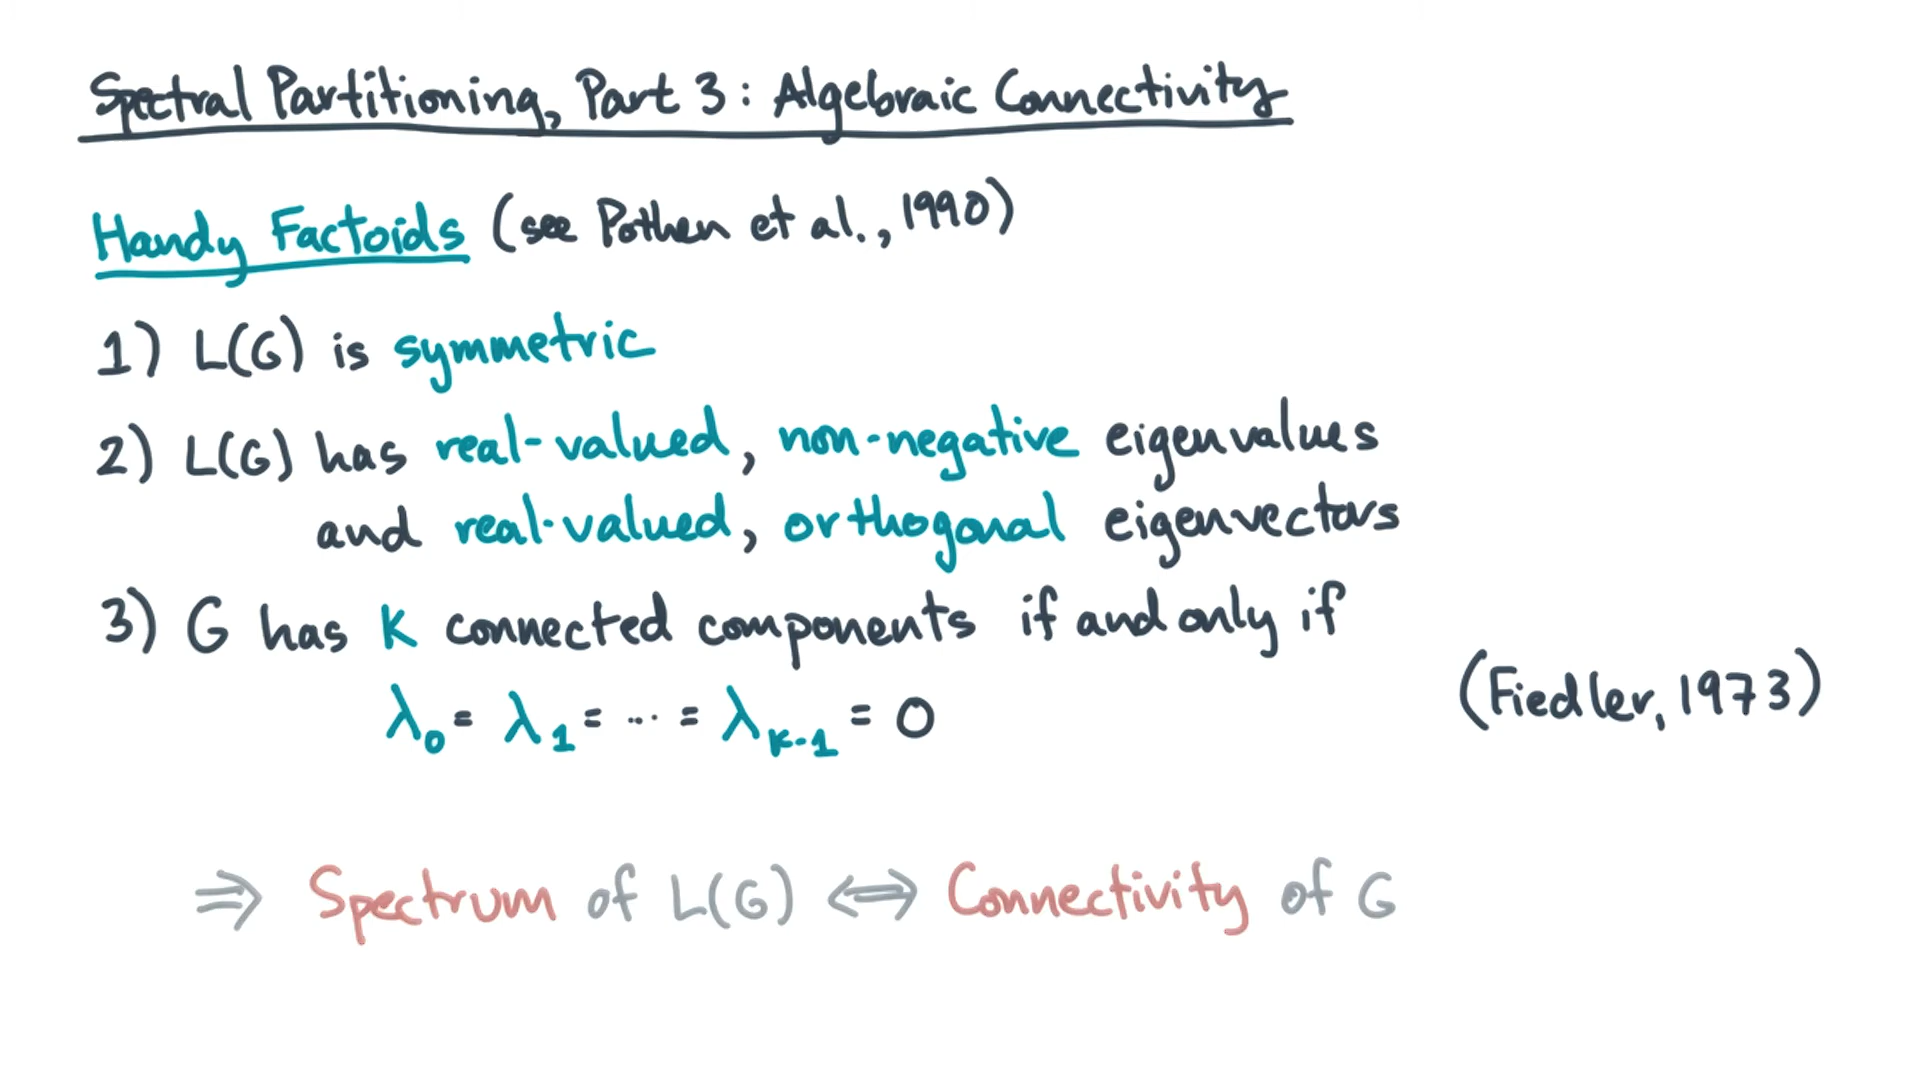 Spectral Partitioning, Part 3: Algebraic Connectivity
Handy Factoids (see Pothen et al., 1990)
1) L(G) is symmetric
2) L(G) has real-valued, non-negative eigenvalues
and real-valued, orthogonal eigenvectors
3) G has K connected components if and only if
λ₀ = λ₁ = ... = λ_{K-1} = 0
(Fiedler, 1973)
⇒ Spectrum of L(G) ⟺ Connectivity of G